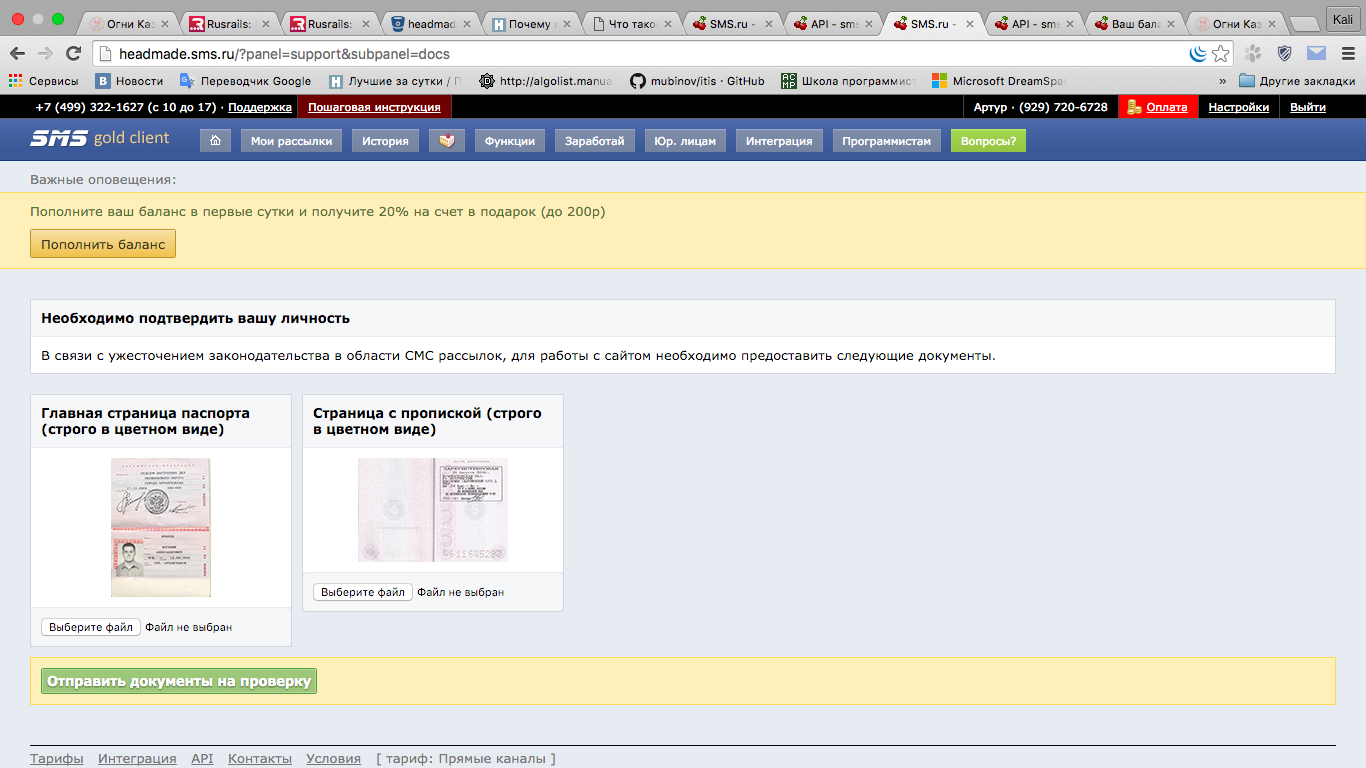 Огни Каз
Rusrails:
Rusrails:
headmad
Почему
Что тако
SMS.ru -
API - sms
SMS.ru -
API - sms
Ваш бал
Огни Каз
Kali
headmade.sms.ru/?panel=support&subpanel=docs
Сервисы
Новости
Переводчик Google
Лучшие за сутки /
http://algolist.manua
mubinov/itis · GitHub
Школа программист
Microsoft DreamSpar
»
Другие закладки
+7 (499) 322-1627 (с 10 до 17) · Поддержка
Пошаговая инструкция
Артур · (929) 720-6728
Оплата
Настройки
Выйти
SMS gold client
Мои рассылки
История
Функции
Заработай
Юр. лицам
Интеграция
Программистам
Вопросы?
Важные оповещения:
Пополните ваш баланс в первые сутки и получите 20% на счет в подарок (до 200р)
Пополнить баланс
Необходимо подтвердить вашу личность
В связи с ужесточением законодательства в области СМС рассылок, для работы с сайтом необходимо предоставить следующие документы.
Главная страница паспорта
(строго в цветном виде)
Выберите файл Файл не выбран
Страница с пропиской (строго
в цветном виде)
ЗАРЕГИСТРИРОВАН
Выберите файл Файл не выбран
Отправить документы на проверку
Тарифы Интеграция API Контакты Условия [ тариф: Прямые каналы ]